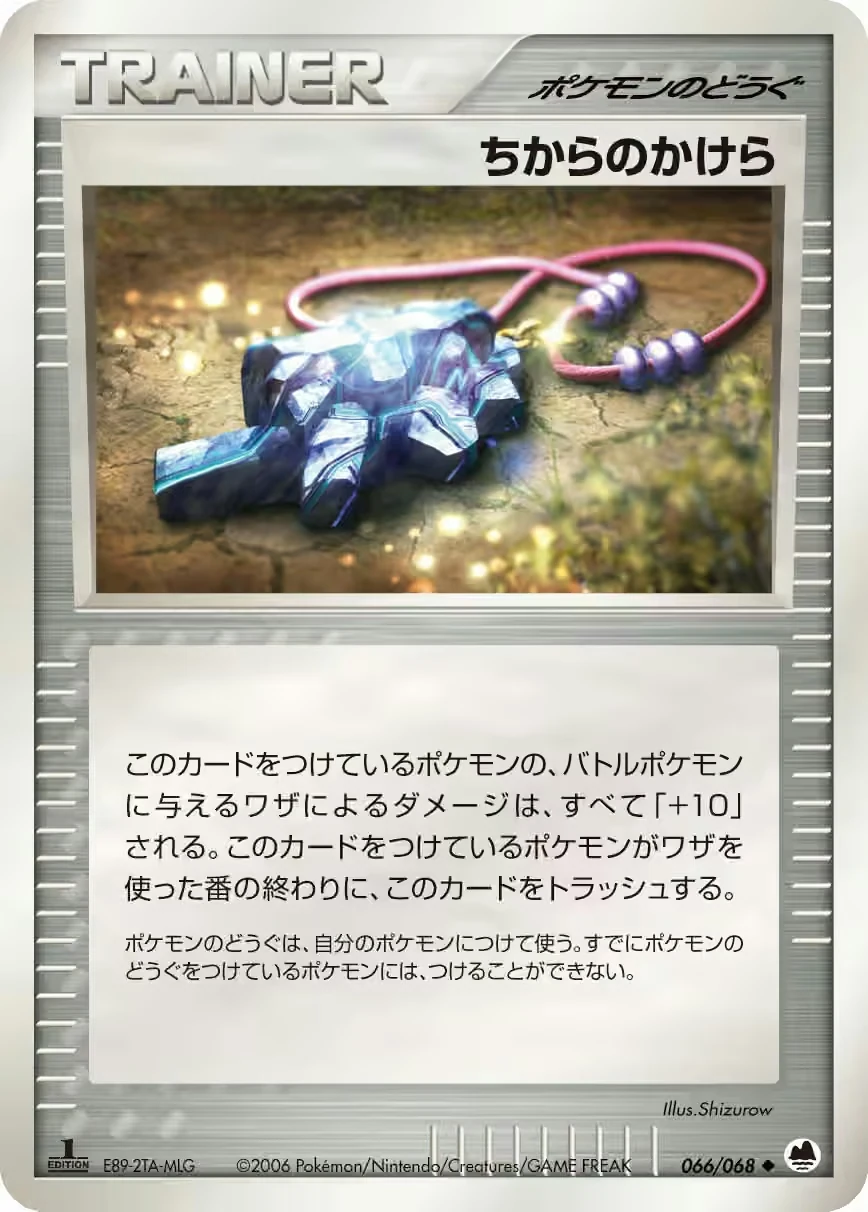 TRAINER
ポケモンのどうぐ
ちからのかけら
このカードをつけているポケモンの、バトルポケモン
に与えるワザによるダメージは、すべて「+10」
される。このカードをつけているポケモンがワザを
使った番の終わりに、このカードをトラッシュする。
ポケモンのどうぐは、自分のポケモンにつけて使う。すでにポケモンの
どうぐをつけているポケモンには、つけることができない。
Illus.Shizurow
1
EDITION
E89-2TA-MLG ©2006 Pokémon/Nintendo/Creatures/GAME FREAK 066/068 ◆